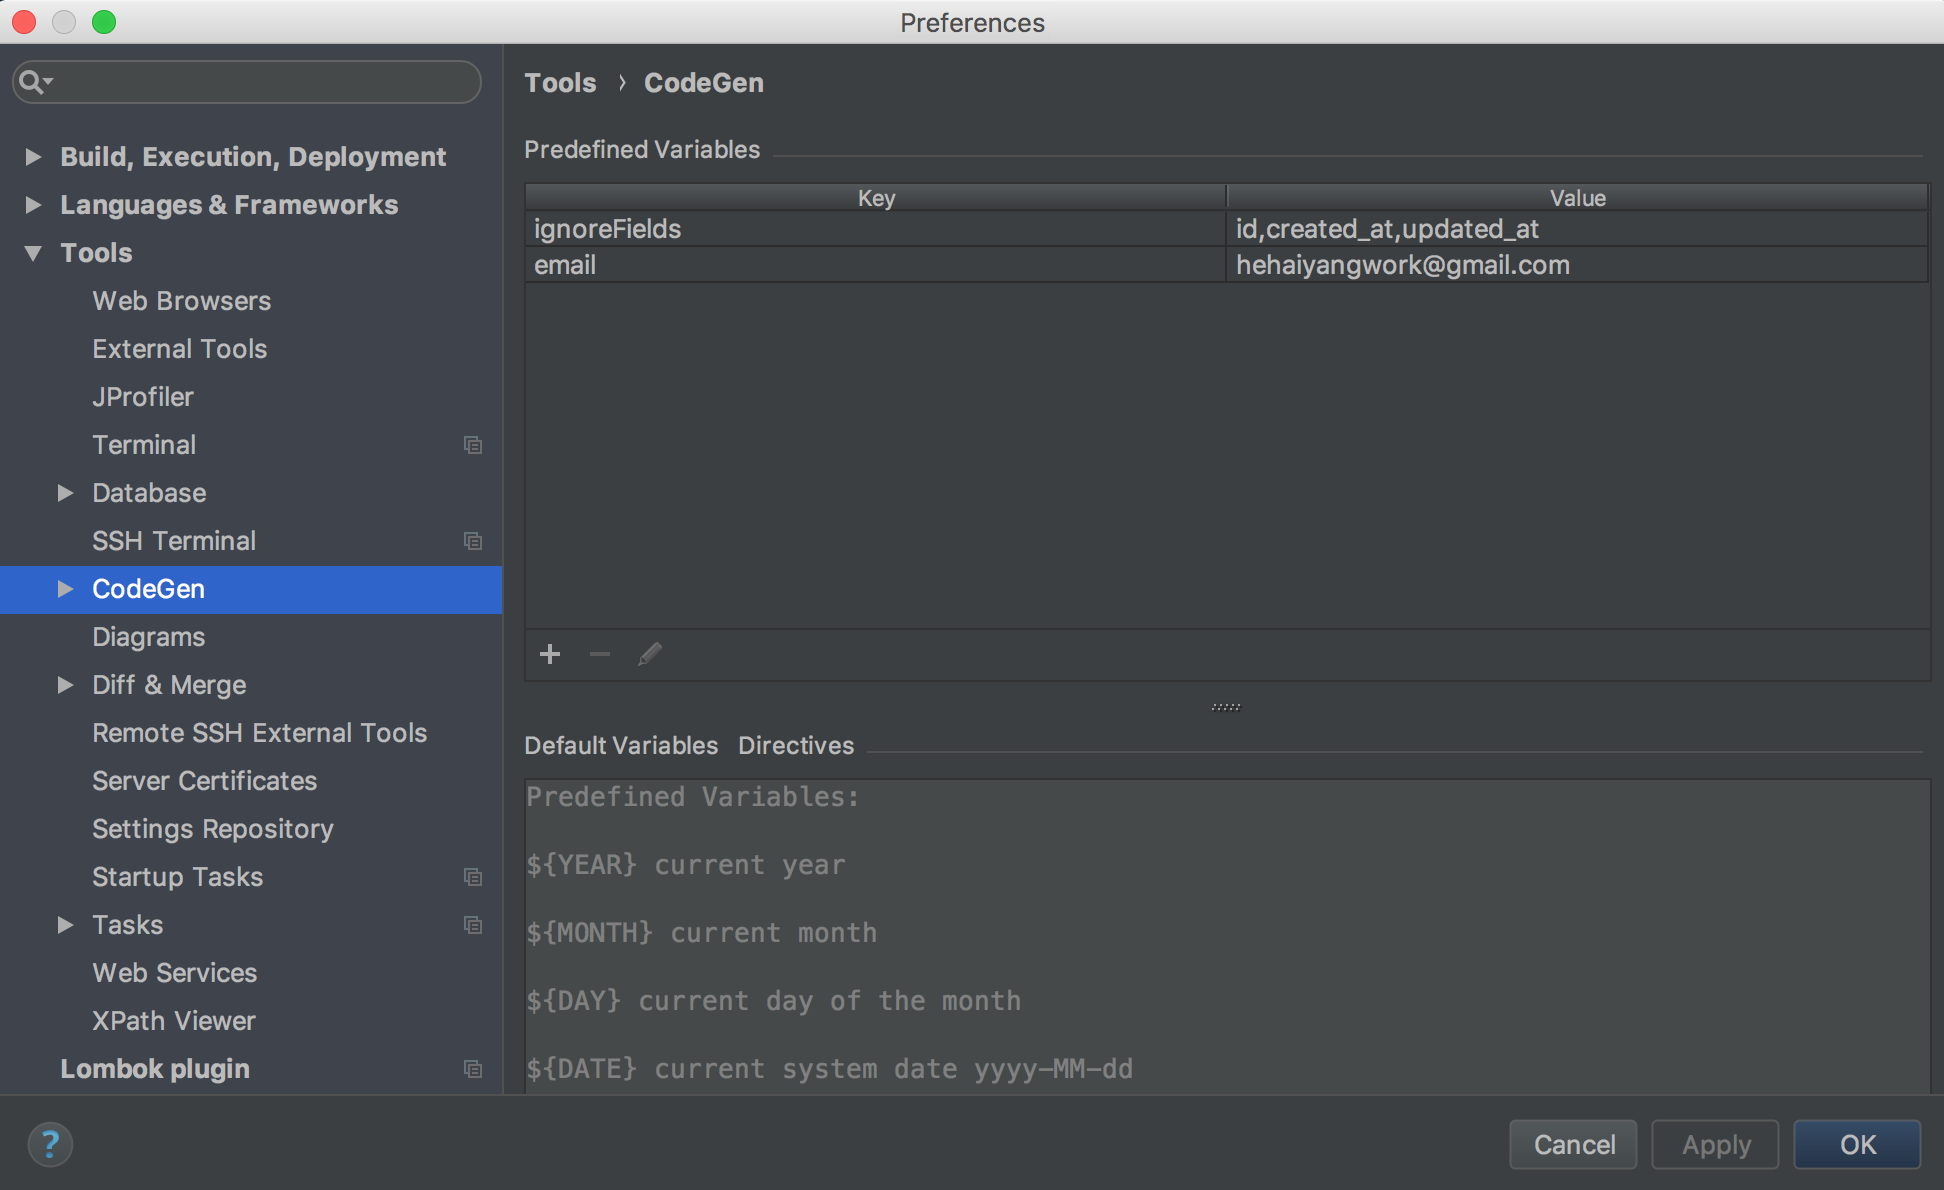 Preferences
Build, Execution, Deployment
Languages & Frameworks
Tools
Web Browsers
External Tools
JProfiler
Terminal
Database
SSH Terminal
CodeGen
Diagrams
Diff & Merge
Remote SSH External Tools
Server Certificates
Settings Repository
Startup Tasks
Tasks
Web Services
XPath Viewer
Lombok plugin
Tools › CodeGen
Predefined Variables
Key Value
ignoreFields id,created_at,updated_at
email hehaiyangwork@gmail.com
Default Variables Directives
Predefined Variables:
${YEAR} current year
${MONTH} current month
${DAY} current day of the month
${DATE} current system date yyyy-MM-dd
?
Cancel Apply OK